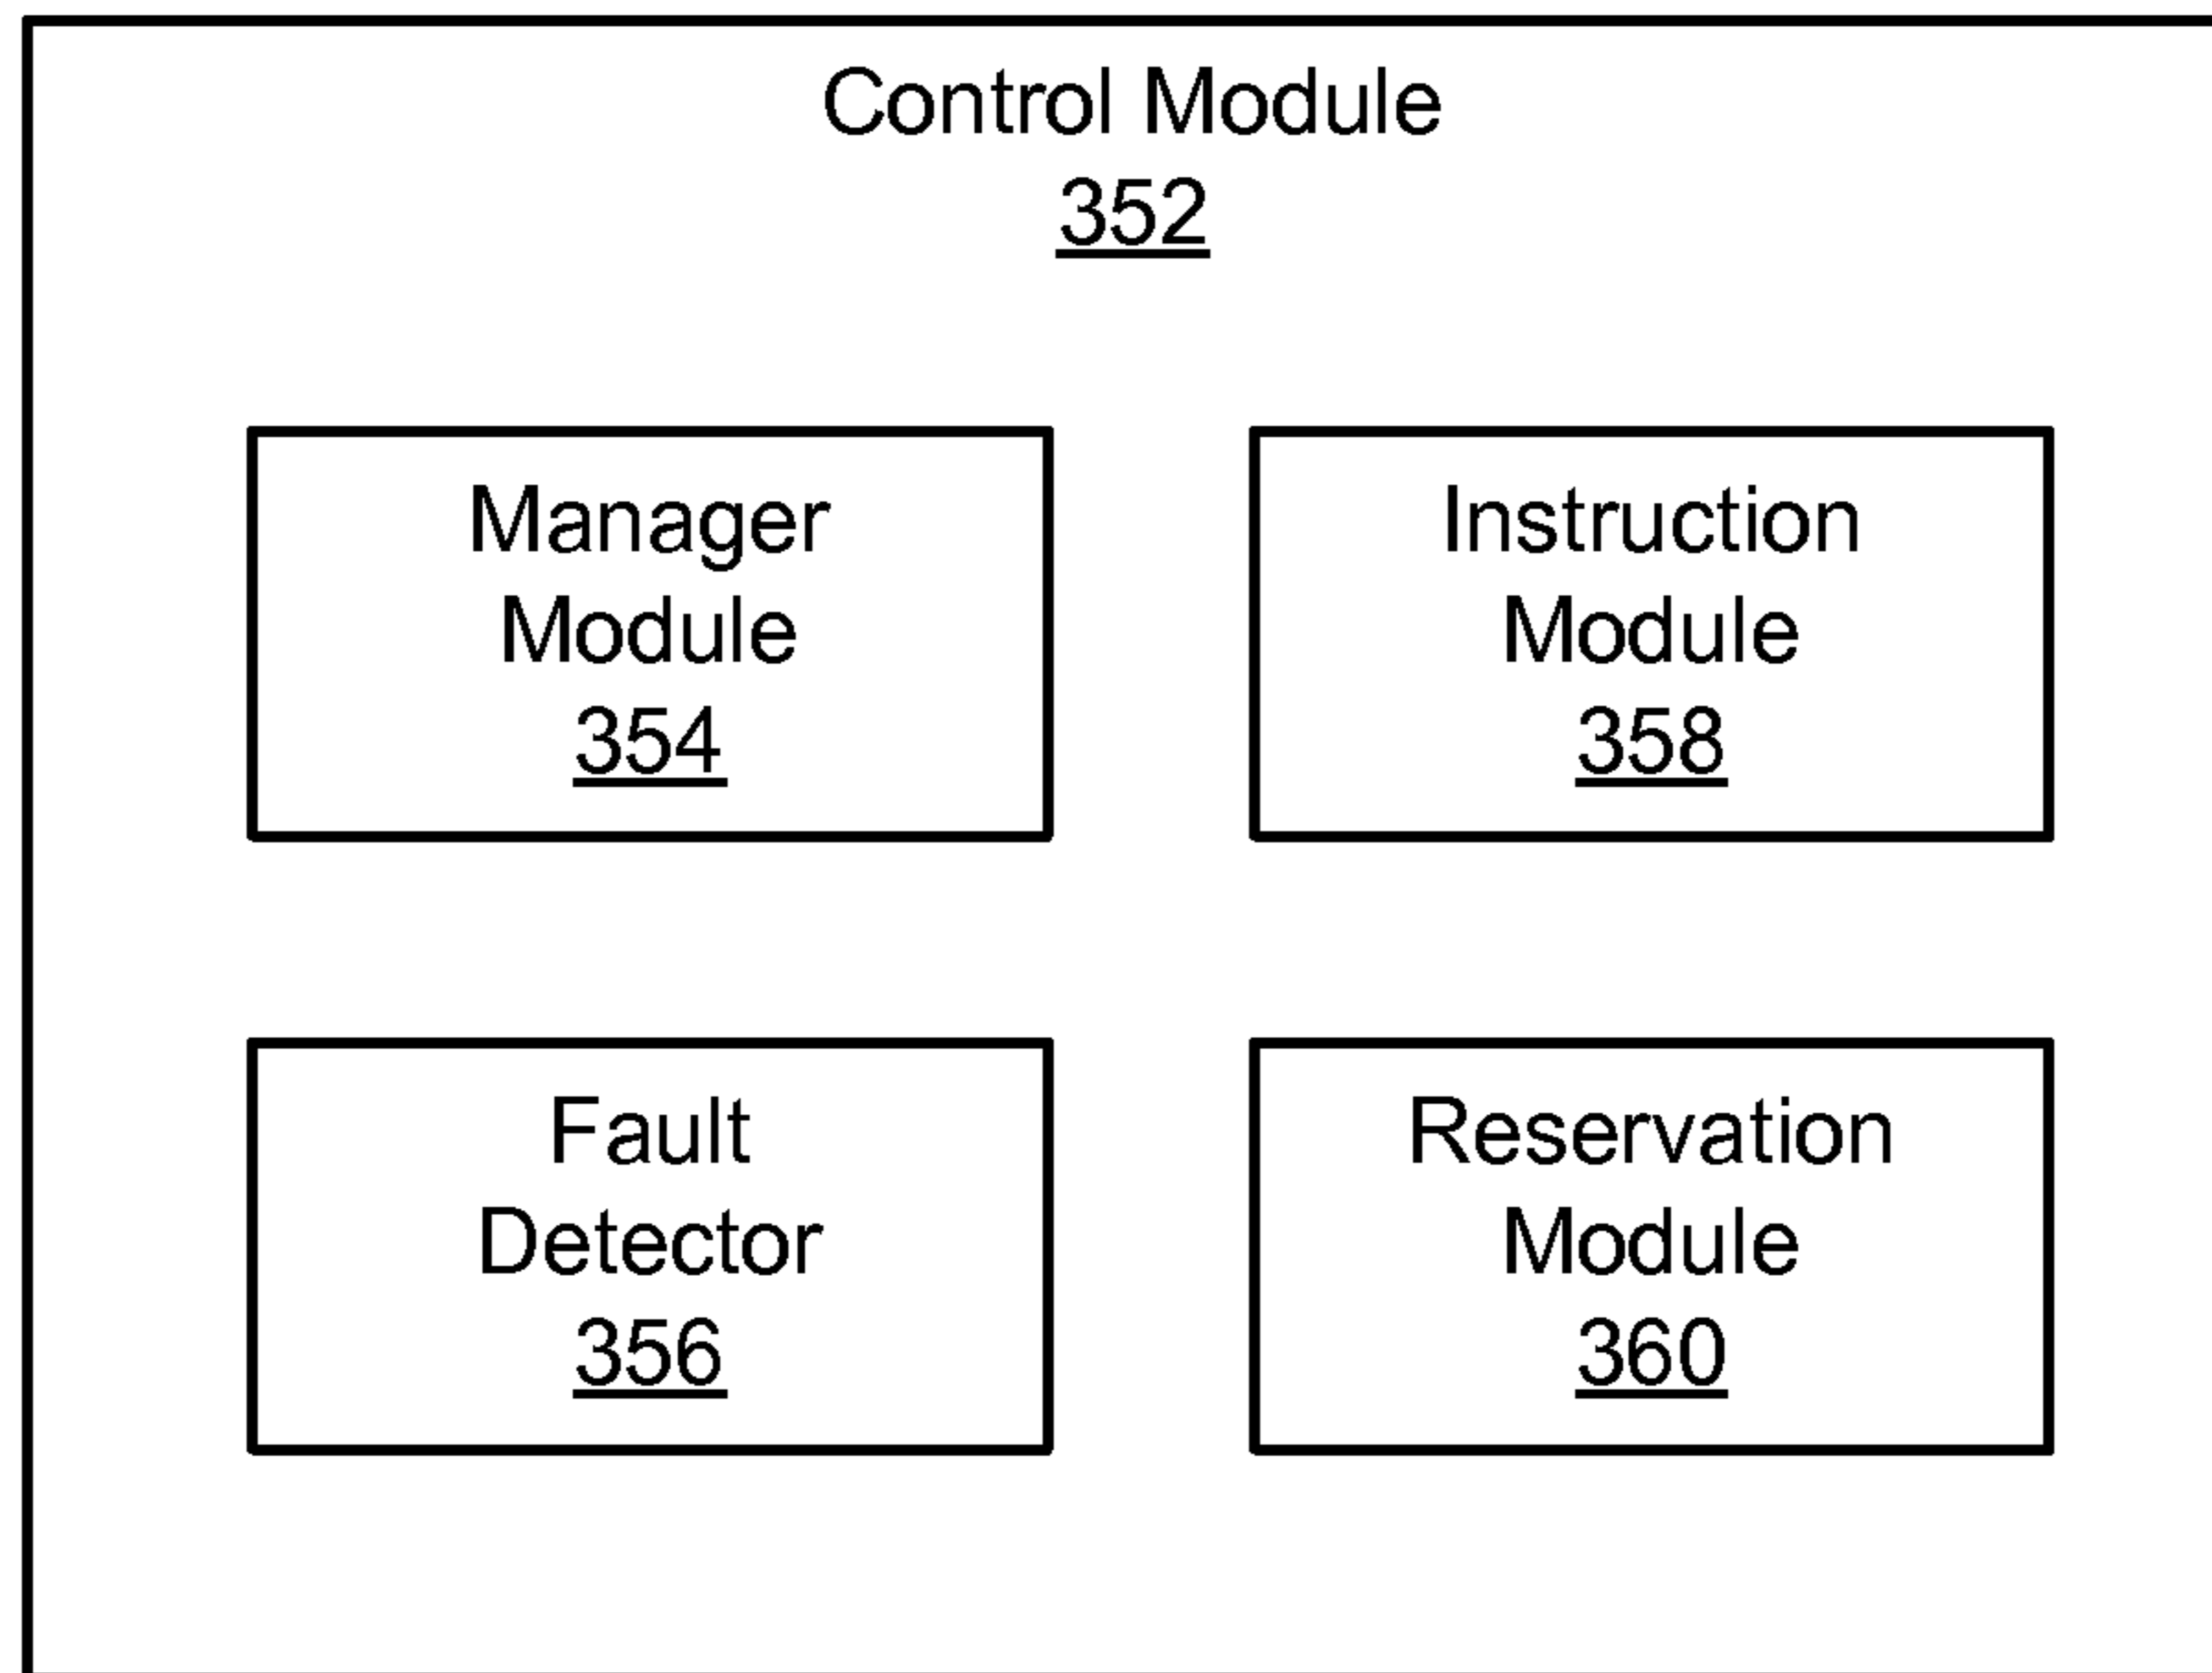 Control Module
352
Manager
Module
354
Instruction
Module
358
Fault
Detector
356
Reservation
Module
360